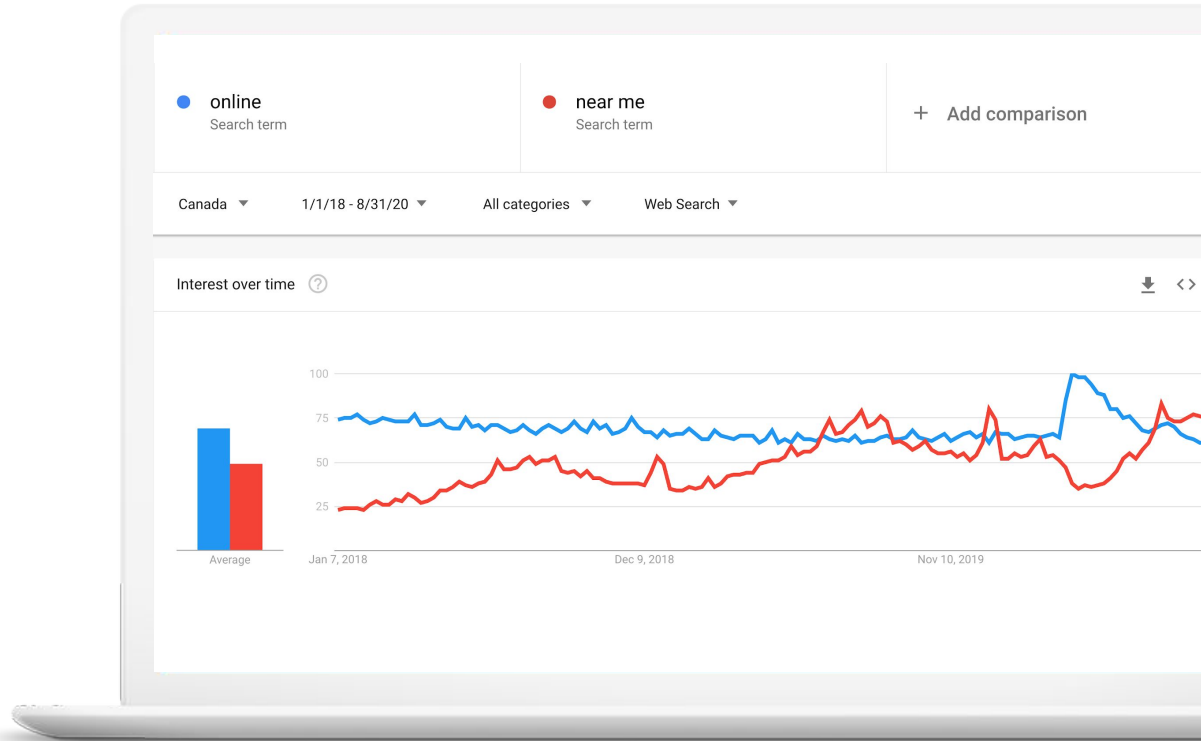 online
Search term
near me
Search term
+ Add comparison
Canada
1/1/18 - 8/31/20
All categories
Web Search
Interest over time ?
100
75
50
25
Average
Jan 7, 2018
Dec 9, 2018
Nov 10, 2019